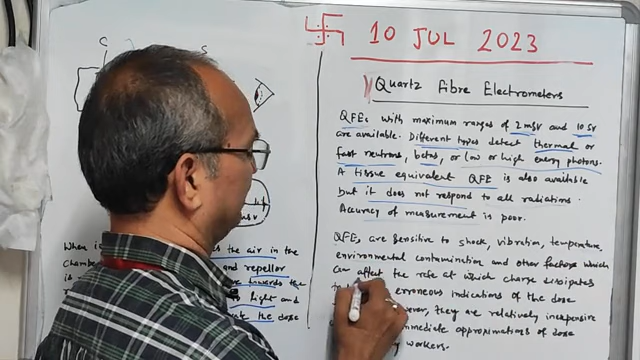 C
S
10 JUL 2023
Quartz Fibre Electrometers
QFEs with maximum ranges of 2mSV and 10 SV
are available. Different types detect thermal or
fast neutrons, betas, or low or high energy photons.
A tissue equivalent QFE is also available
but it does not respond to all radiations.
Accuracy of measurement is poor.
QFEs are sensitive to shock, vibration, temperature,
environmental contamination and other factors which
can affect the rate at which charge dissipates
erroneous indications of the dose
they are relatively inexpensive
immediate approximations of dose
workers.
When i
the air in the
chamb
and repellor
is
towards the
light and
the dose